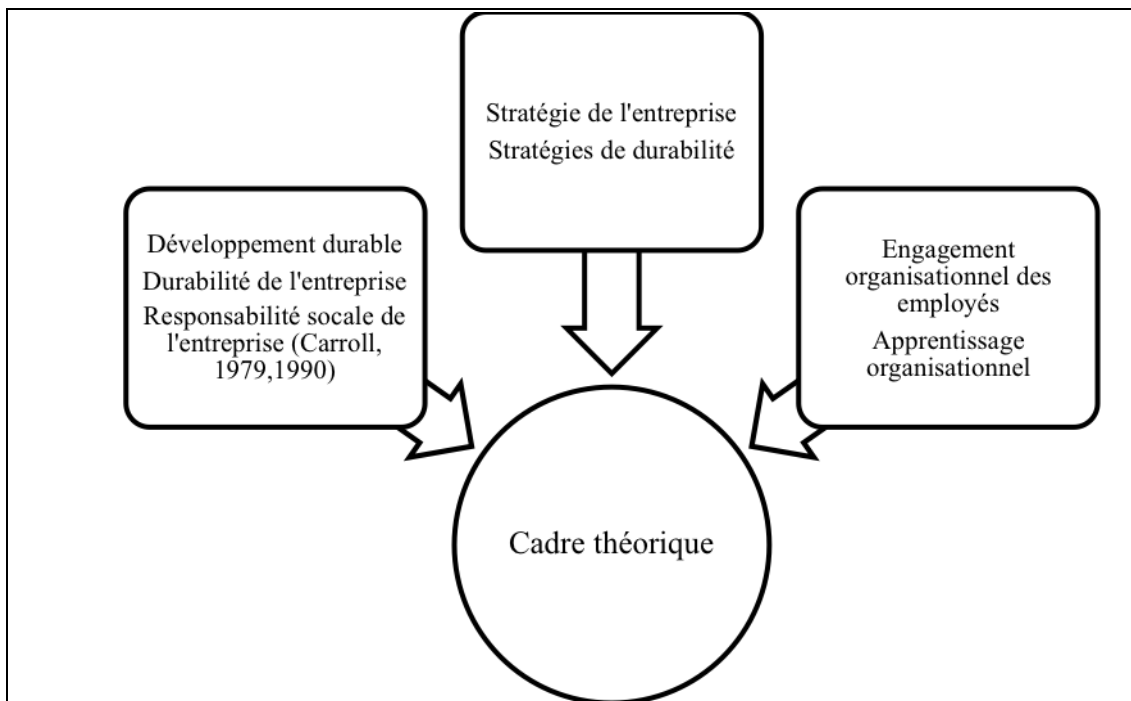 Stratégie de l'entreprise
Stratégies de durabilité
Développement durable
Durabilité de l'entreprise
Responsabilité socale de
l'entreprise (Carroll,
1979,1990)
Engagement
organisationnel des
employés
Apprentissage
organisationnel
Cadre théorique